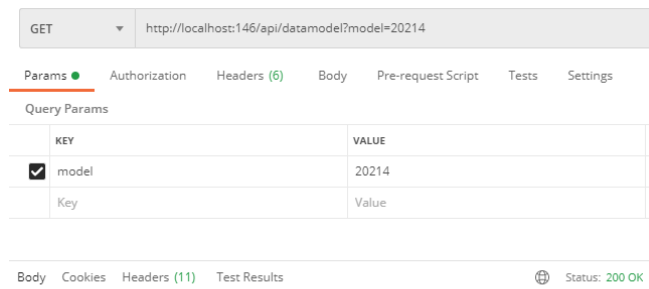 GET http://localhost:146/api/datamodel?model=20214
Params Authorization Headers (6) Body Pre-request Script Tests Settings
Query Params
KEY VALUE
model 20214
Key Value
Body Cookies Headers (11) Test Results Status: 200 OK